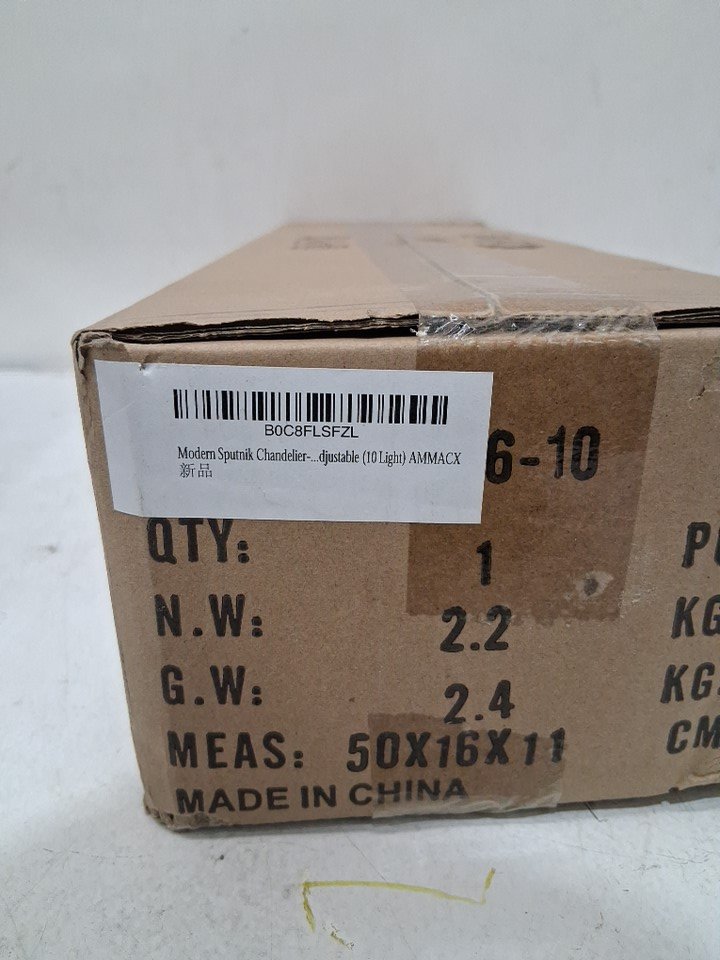 B0C8FLSFZL
Modern Sputnik Chandelier-...djustable (10 Light) AMMACX
新品
6-10
QTY: 1
N.W: 2.2 KG
G.W: 2.4 KG.
MEAS: 50X16X11 CM
MADE IN CHINA